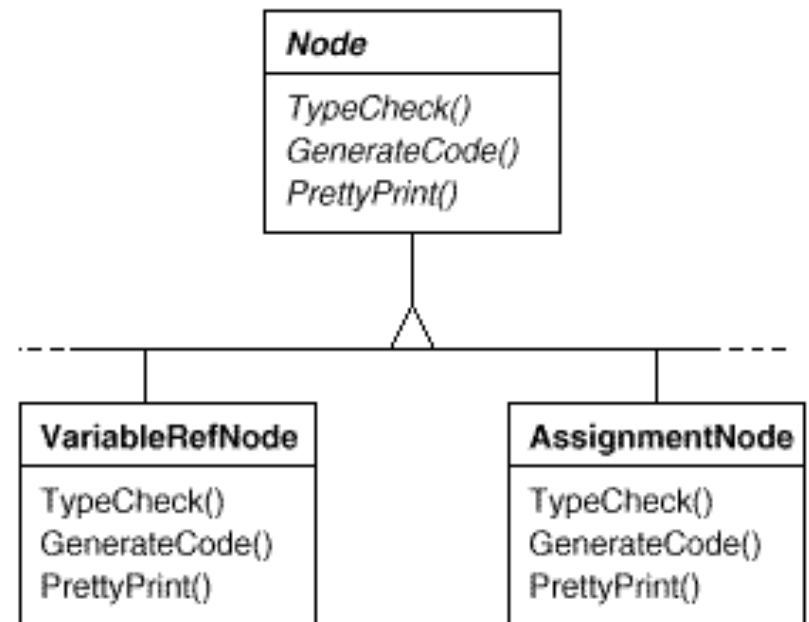 Node
TypeCheck()
GenerateCode()
PrettyPrint()
VariableRefNode
TypeCheck()
GenerateCode()
PrettyPrint()
AssignmentNode
TypeCheck()
GenerateCode()
PrettyPrint()